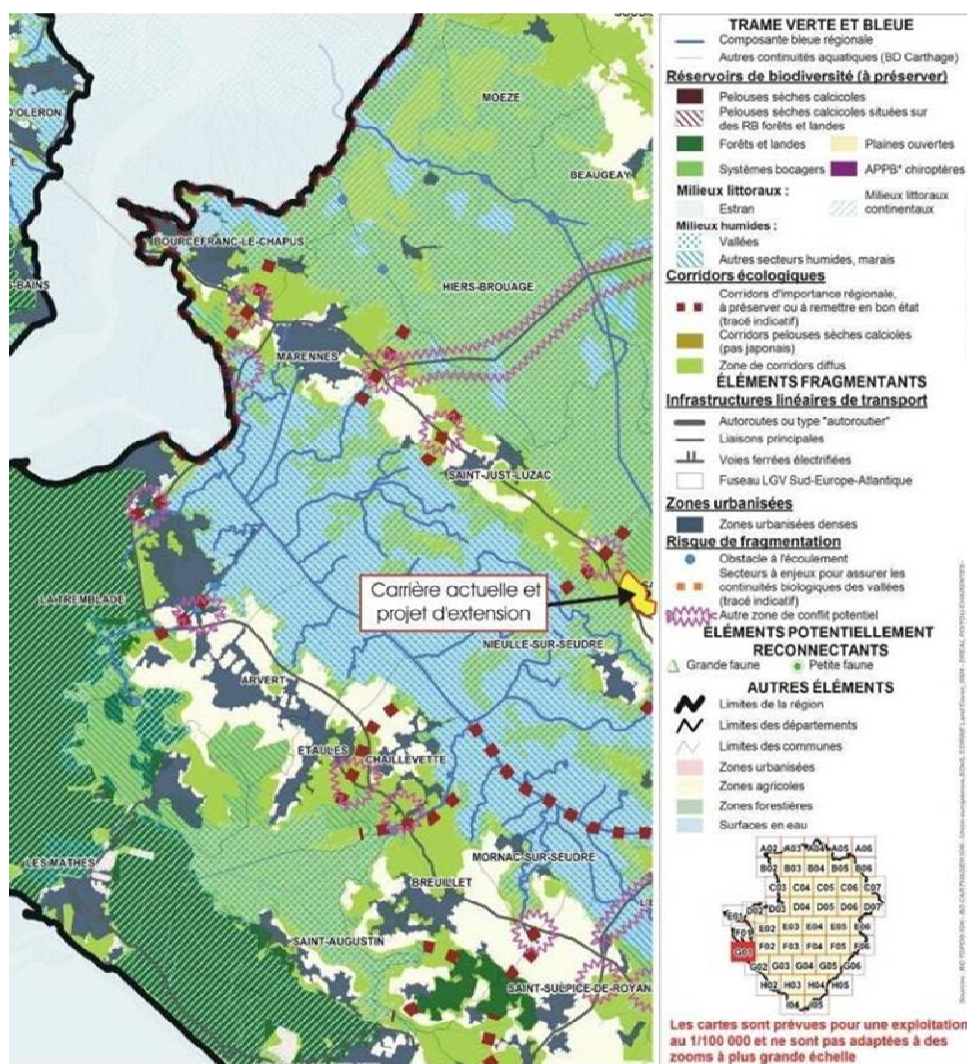 D'OLERON
MOEZE
BEAUGEAY
BOURCEFRANC-LE-CHAPUS
S-BAINS
HIERS-BROUAGE
MARENNES
SAINT-JUST-LUZAC
Carrière actuelle et
projet d'extension
LA TREMBLADE
NIEULLE-SUR-SEUDRE
ARVERT
ETAULES
CHAILLEVETTE
LES MATHES
MORNAC-SUR-SEUDRE
BREUILLET
L'E
SAINT-AUGUSTIN
SAINT-SULPICE-DE-ROYAN
TRAME VERTE ET BLEUE
Composante bleue régionale
Autres continuités aquatiques (BD Carthage)
Réservoirs de biodiversité (à préserver)
Pelouses sèches calcicoles
Pelouses sèches calcicoles situées sur
des RB forêts et landes
Forêts et landes
Plaines ouvertes
Systèmes bocagers
APPB* chiroptères
Milieux littoraux :
Estran
Milieux littoraux
continentaux
Milieux humides :
Vallées
Autres secteurs humides, marais
Corridors écologiques
Corridors d'importance régionale,
à préserver ou à remettre en bon état
(tracé indicatif)
Corridors pelouses sèches calcicoles
(pas japonais)
Zone de corridors diffus
ÉLÉMENTS FRAGMENTANTS
Infrastructures linéaires de transport
Autoroutes ou type "autoroutier"
Liaisons principales
Voies ferrées électrifiées
Fuseau LGV Sud-Europe-Atlantique
Zones urbanisées
Zones urbanisées denses
Risque de fragmentation
Obstacle à l'écoulement
Secteurs à enjeux pour assurer les
continuités biologiques des vallées
(tracé indicatif)
Autre zone de conflit potentiel
ÉLÉMENTS POTENTIELLEMENT
RECONNECTANTS
Grande faune
Petite faune
AUTRES ÉLÉMENTS
Limites de la région
Limites des départements
Limites des communes
Zones urbanisées
Zones agricoles
Zones forestières
Surfaces en eau
A02 A03 A04 A05 A06
B02 B03 B04 B05 B06
C03 C04 C05 C06 C07
D02 D03 D04 D05 D06 D07
E01 E02 E03 E04 E05 E06
F01 F02 F03 F04 F05 F06
G01 G02 G03 G04 G05 G06
H02 H03 H04 H05
I04 I05
Les cartes sont prévues pour une exploitation
au 1/100 000 et ne sont pas adaptées à des
zooms à plus grande échelle